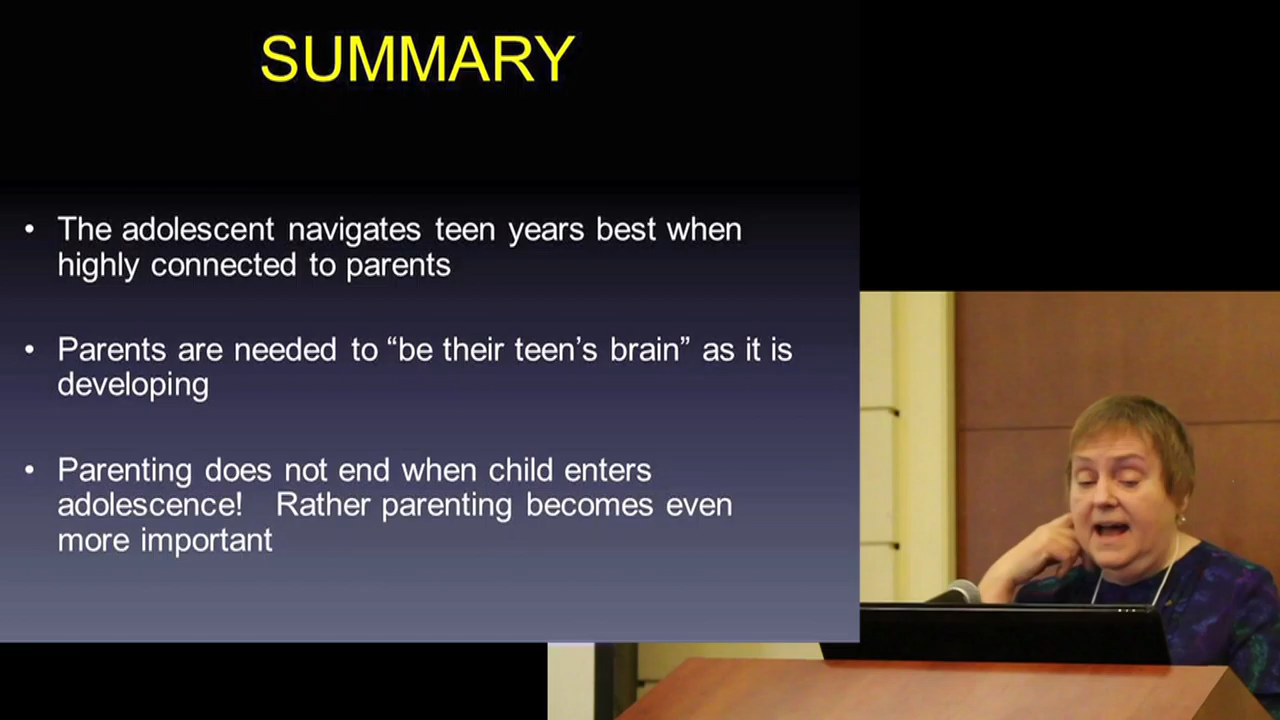 SUMMARY
• The adolescent navigates teen years best when
highly connected to parents
• Parents are needed to “be their teen’s brain” as it is
developing
• Parenting does not end when child enters
adolescence! Rather parenting becomes even
more important